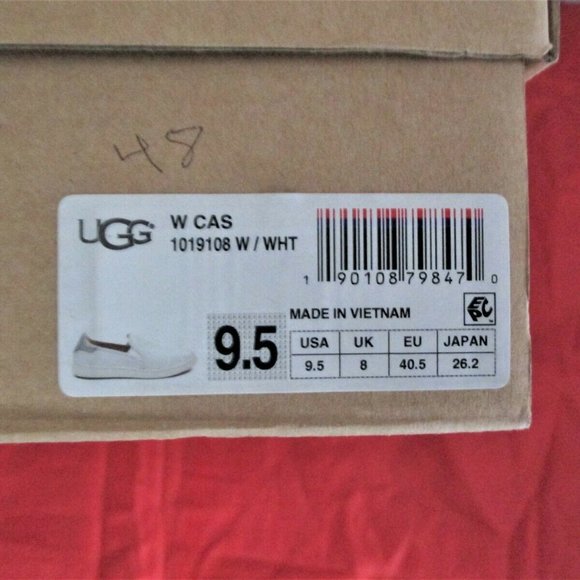 48
UGG®
W CAS
1019108 W / WHT
1 90108 79847 0
MADE IN VIETNAM
EPC™
9.5
USA UK EU JAPAN
9.5 8 40.5 26.2